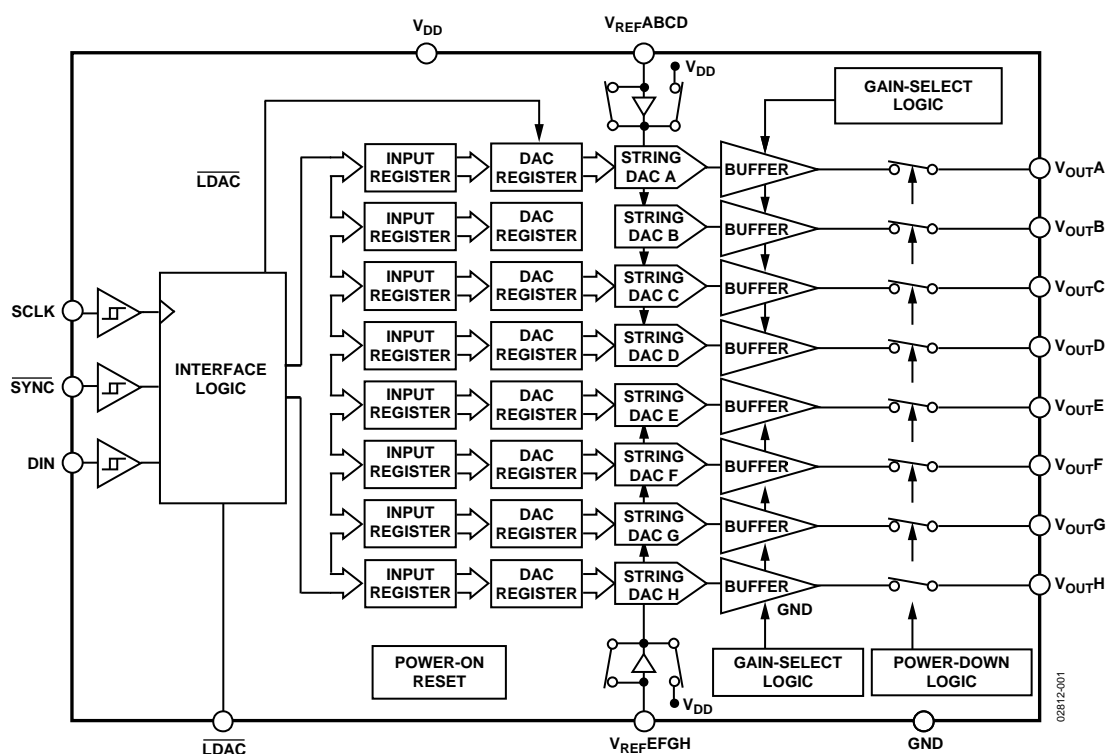 VDD
VREFABCD
VDD
GAIN-SELECT
LOGIC
LDAC
INPUT
REGISTER
DAC
REGISTER
STRING
DAC A
BUFFER
VOUTA
INPUT
REGISTER
DAC
REGISTER
STRING
DAC B
BUFFER
VOUTB
INPUT
REGISTER
DAC
REGISTER
STRING
DAC C
BUFFER
VOUTC
SCLK
INPUT
REGISTER
DAC
REGISTER
STRING
DAC D
BUFFER
VOUTD
INTERFACE
LOGIC
SYNC
INPUT
REGISTER
DAC
REGISTER
STRING
DAC E
BUFFER
VOUTE
DIN
INPUT
REGISTER
DAC
REGISTER
STRING
DAC F
BUFFER
VOUTF
INPUT
REGISTER
DAC
REGISTER
STRING
DAC G
BUFFER
VOUTG
INPUT
REGISTER
DAC
REGISTER
STRING
DAC H
BUFFER
VOUTH
GND
POWER-ON
RESET
GAIN-SELECT
LOGIC
POWER-DOWN
LOGIC
VDD
LDAC
VREFEFGH
GND
02812-001